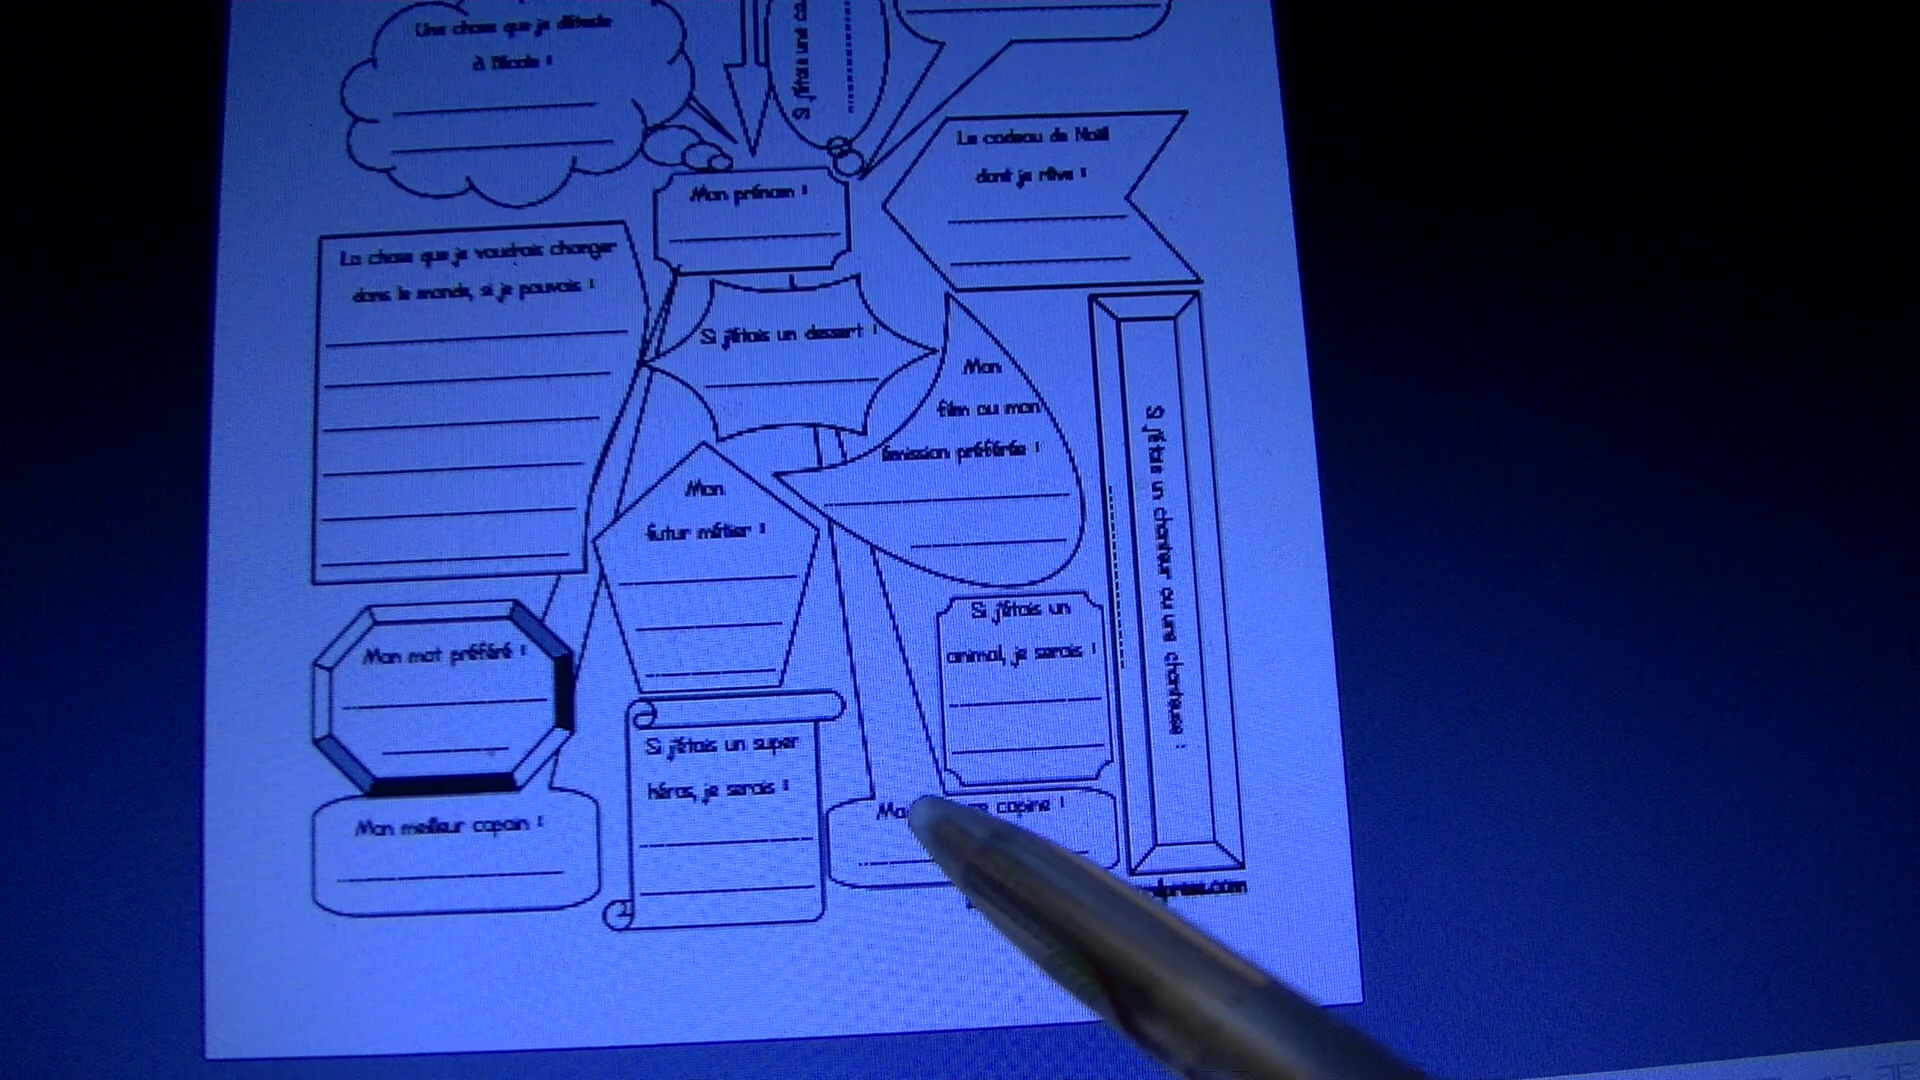 Une chose que je déteste
à l'école !
Si j'étais une
Le cadeau de Noël
dont je rêve !
Mon prénom !
La chose que je voudrais changer
dans le monde, si je pouvais !
Si j'étais un dessert !
Mon
film ou mon
émission préférée !
Mon
futur métier !
Si j'étais un chanteur ou une chanteuse :
Si j'étais un
animal, je serais !
Mon mot préféré !
Si j'étais un super
héros, je serais !
Mon meilleur copain !
copine !